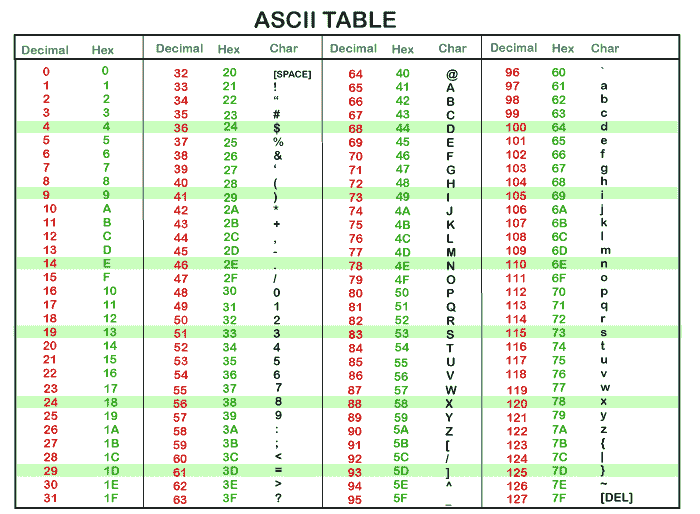 ASCII TABLE
Decimal Hex Decimal Hex Char Decimal Hex Char Decimal Hex Char
0 0 32 20 [SPACE] 64 40 @ 96 60 `
1 1 33 21 ! 65 41 A 97 61 a
2 2 34 22 “ 66 42 B 98 62 b
3 3 35 23 # 67 43 C 99 63 c
4 4 36 24 $ 68 44 D 100 64 d
5 5 37 25 % 69 45 E 101 65 e
6 6 38 26 & 70 46 F 102 66 f
7 7 39 27 ‘ 71 47 G 103 67 g
8 8 40 28 ( 72 48 H 104 68 h
9 9 41 29 ) 73 49 I 105 69 i
10 A 42 2A * 74 4A J 106 6A j
11 B 43 2B + 75 4B K 107 6B k
12 C 44 2C , 76 4C L 108 6C l
13 D 45 2D - 77 4D M 109 6D m
14 E 46 2E . 78 4E N 110 6E n
15 F 47 2F / 79 4F O 111 6F o
16 10 48 30 0 80 50 P 112 70 p
17 11 49 31 1 81 51 Q 113 71 q
18 12 50 32 2 82 52 R 114 72 r
19 13 51 33 3 83 53 S 115 73 s
20 14 52 34 4 84 54 T 116 74 t
21 15 53 35 5 85 55 U 117 75 u
22 16 54 36 6 86 56 V 118 76 v
23 17 55 37 7 87 57 W 119 77 w
24 18 56 38 8 88 58 X 120 78 x
25 19 57 39 9 89 59 Y 121 79 y
26 1A 58 3A : 90 5A Z 122 7A z
27 1B 59 3B ; 91 5B [ 123 7B {
28 1C 60 3C < 92 5C / 124 7C |
29 1D 61 3D = 93 5D ] 125 7D }
30 1E 62 3E > 94 5E ^ 126 7E ~
31 1F 63 3F ? 95 5F _ 127 7F [DEL]